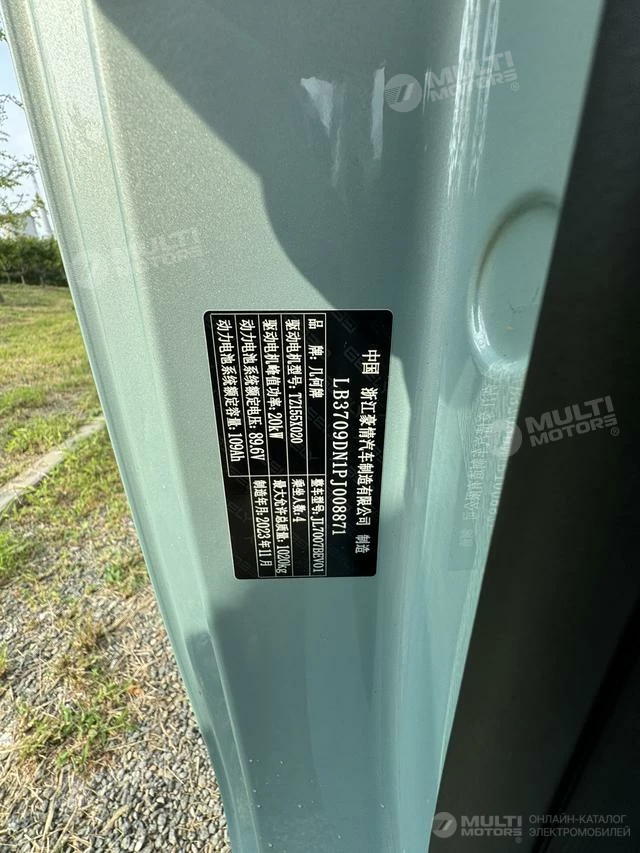 中国 浙江豪情汽车制造有限公司 制造
LB3709DN1PJ008871
品 牌：几何牌 整车型号：JL7007BEV01
驱动电机型号：TZ155X020 乘坐人数：4
驱动电机峰值功率：20kW 最大允许总质量：1020kg
动力电池系统额定电压：89.6V 制造年月：2023年11月
动力电池系统额定容量：109Ah
MULTI MOTORS®
MULTI MOTORS
MULTI MOTORS®
MULTI MOTORS® ОНЛАЙН-КАТАЛОГ ЭЛЕКТРОМОБИЛЕЙ